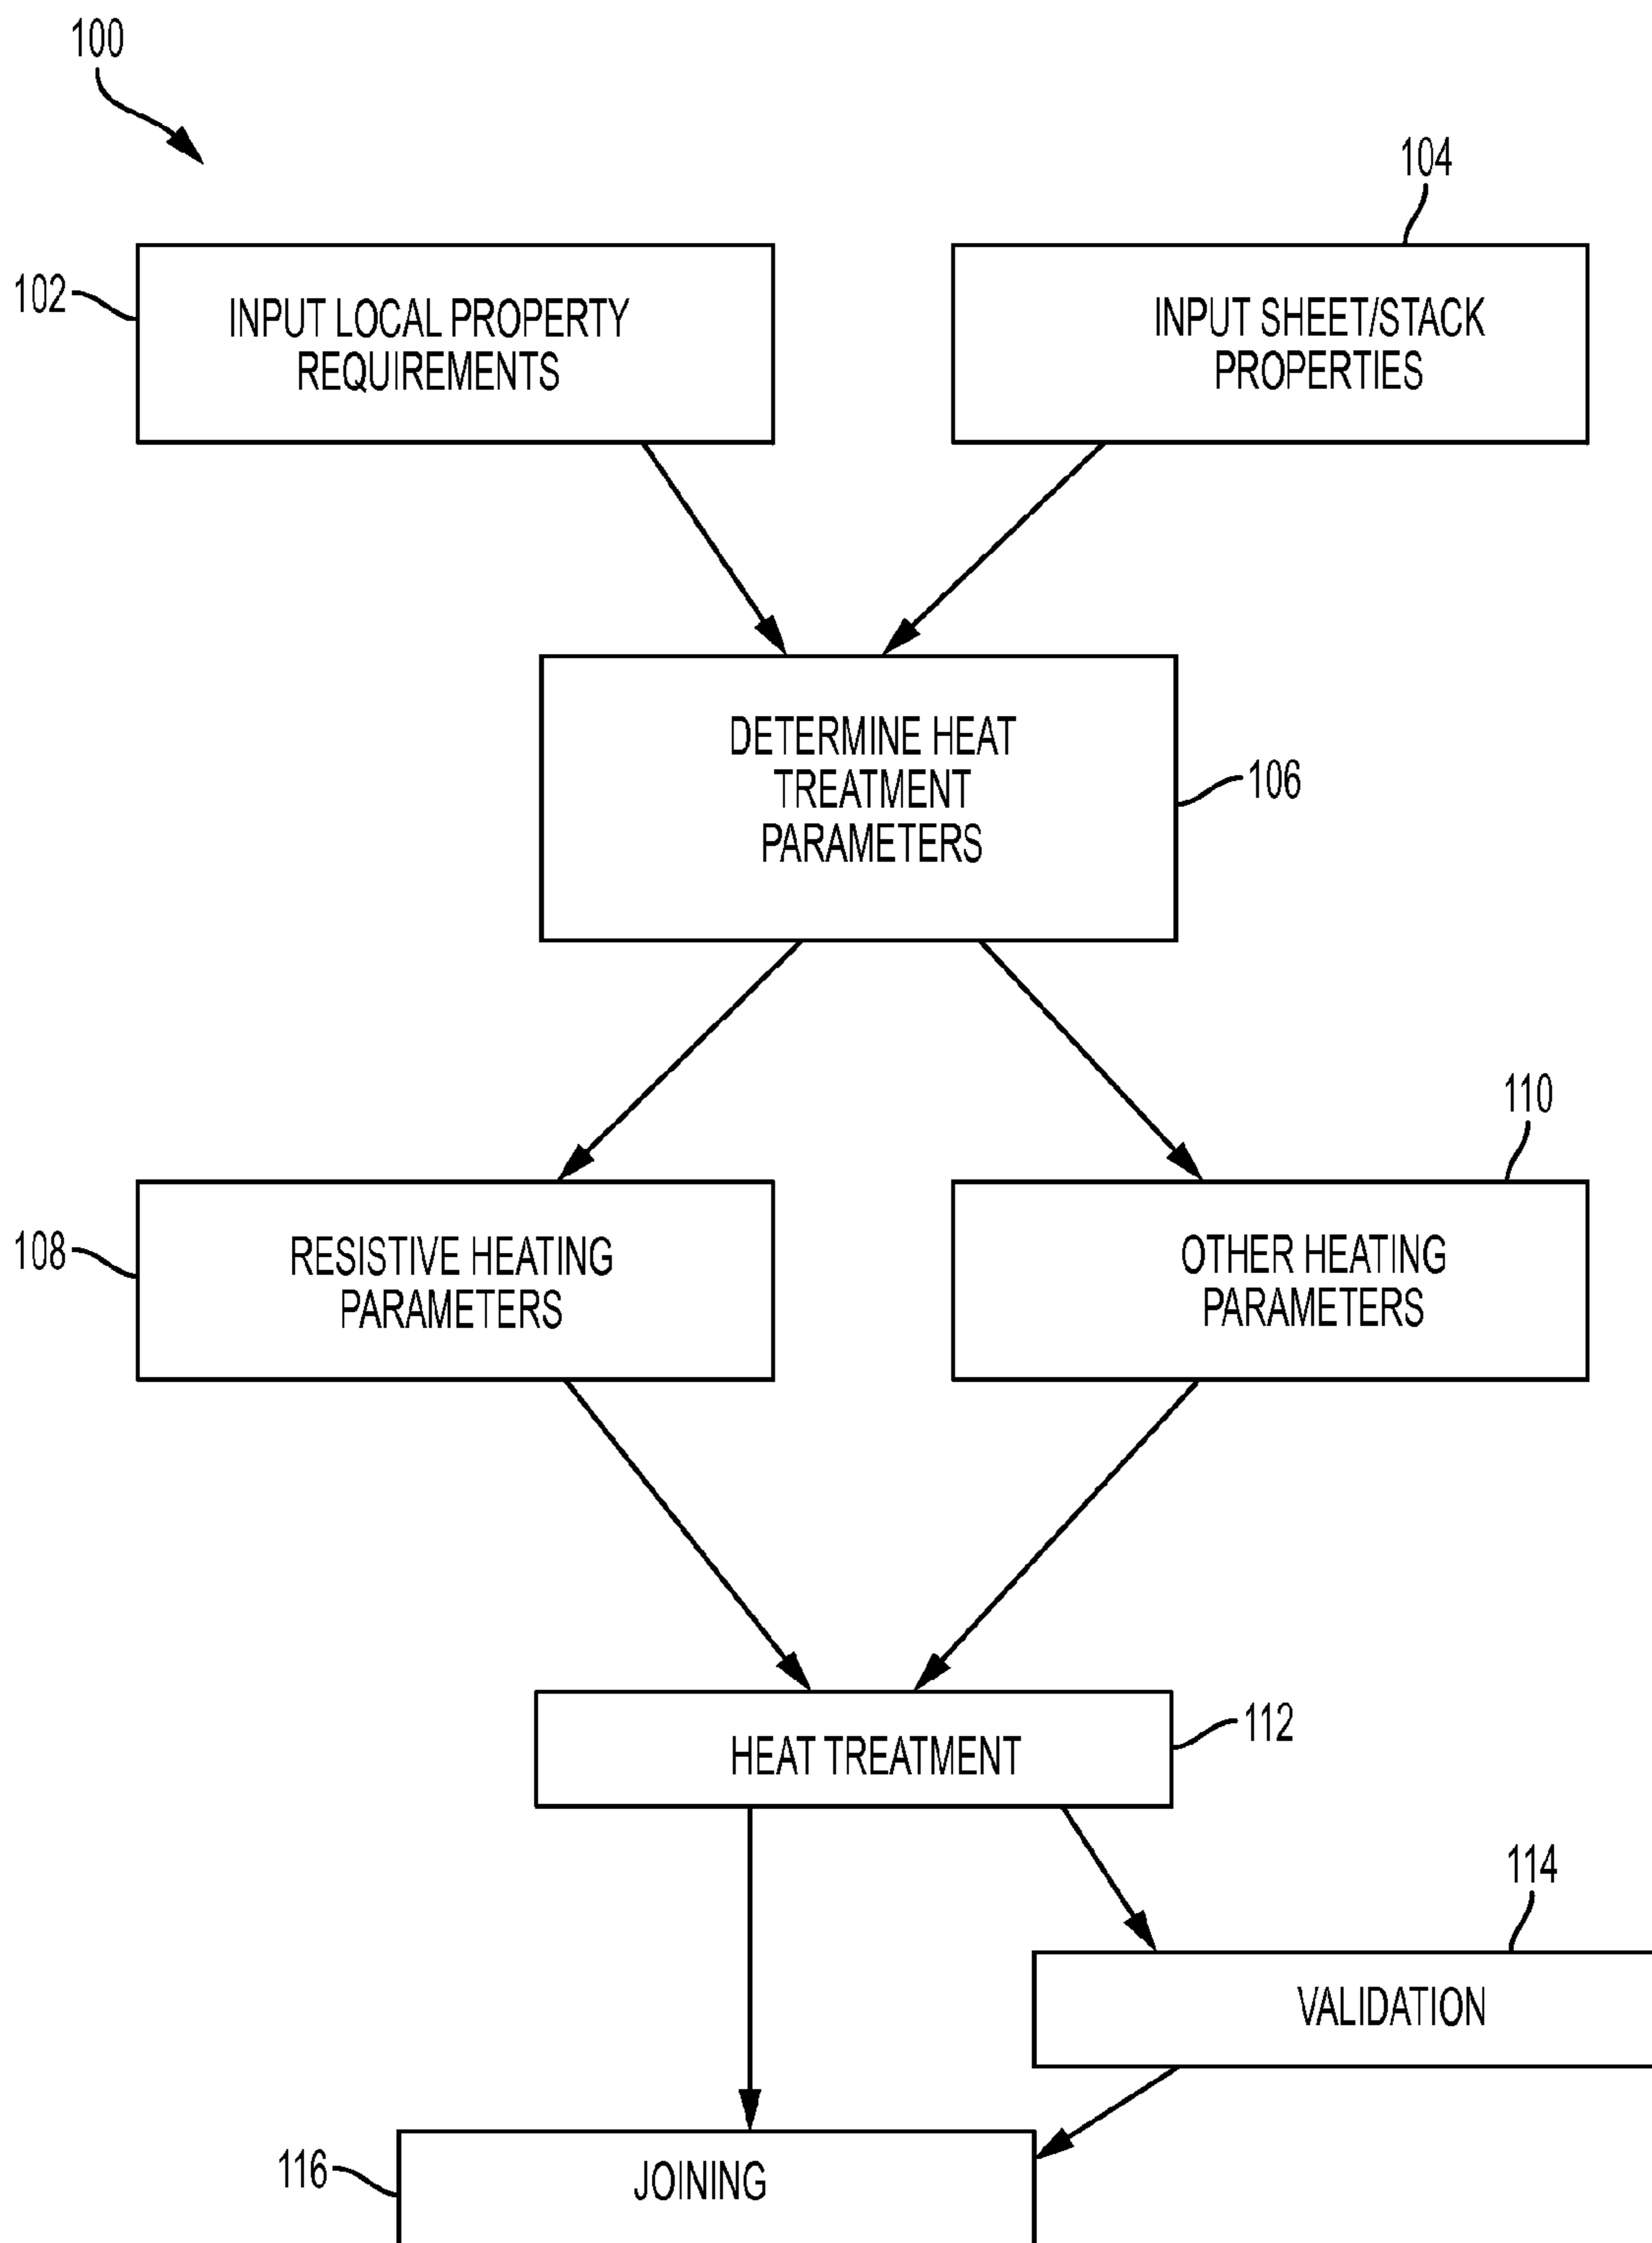 100
104
102
INPUT LOCAL PROPERTY
REQUIREMENTS
INPUT SHEET/STACK
PROPERTIES
DETERMINE HEAT
TREATMENT
PARAMETERS
106
110
108
RESISTIVE HEATING
PARAMETERS
OTHER HEATING
PARAMETERS
HEAT TREATMENT
112
114
VALIDATION
116
JOINING